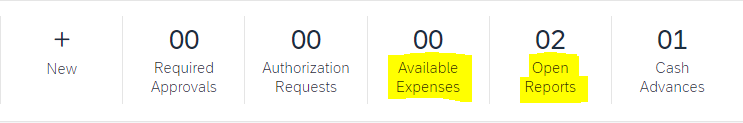 + 00 00 00 02 01
New Required Authorization Available Open Cash
Approvals Requests Expenses Reports Advances